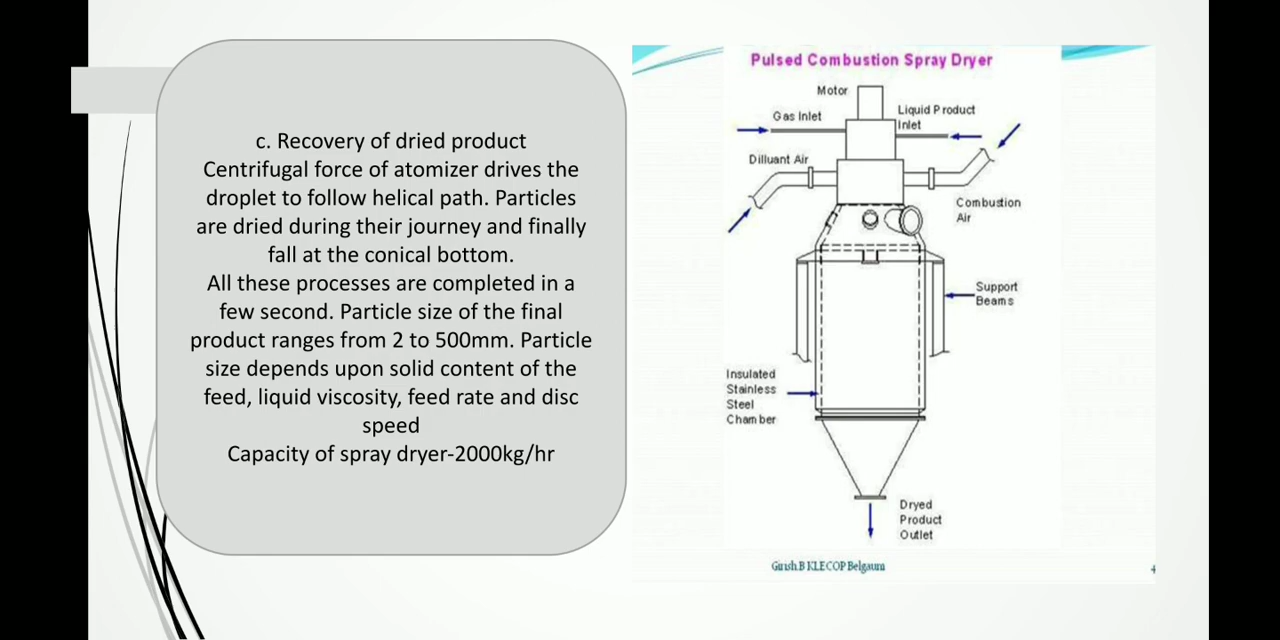 c. Recovery of dried product
Centrifugal force of atomizer drives the
droplet to follow helical path. Particles
are dried during their journey and finally
fall at the conical bottom.
All these processes are completed in a
few second. Particle size of the final
product ranges from 2 to 500mm. Particle
size depends upon solid content of the
feed, liquid viscosity, feed rate and disc
speed
Capacity of spray dryer-2000kg/hr
Pulsed Combustion Spray Dryer
Motor
Gas Inlet
Liquid Product
Inlet
Dilluant Air
Combustion
Air
Support
Beams
Insulated
Stainless
Steel
Chamber
Dryed
Product
Outlet
Girish.B KLECOP Belgaum
4